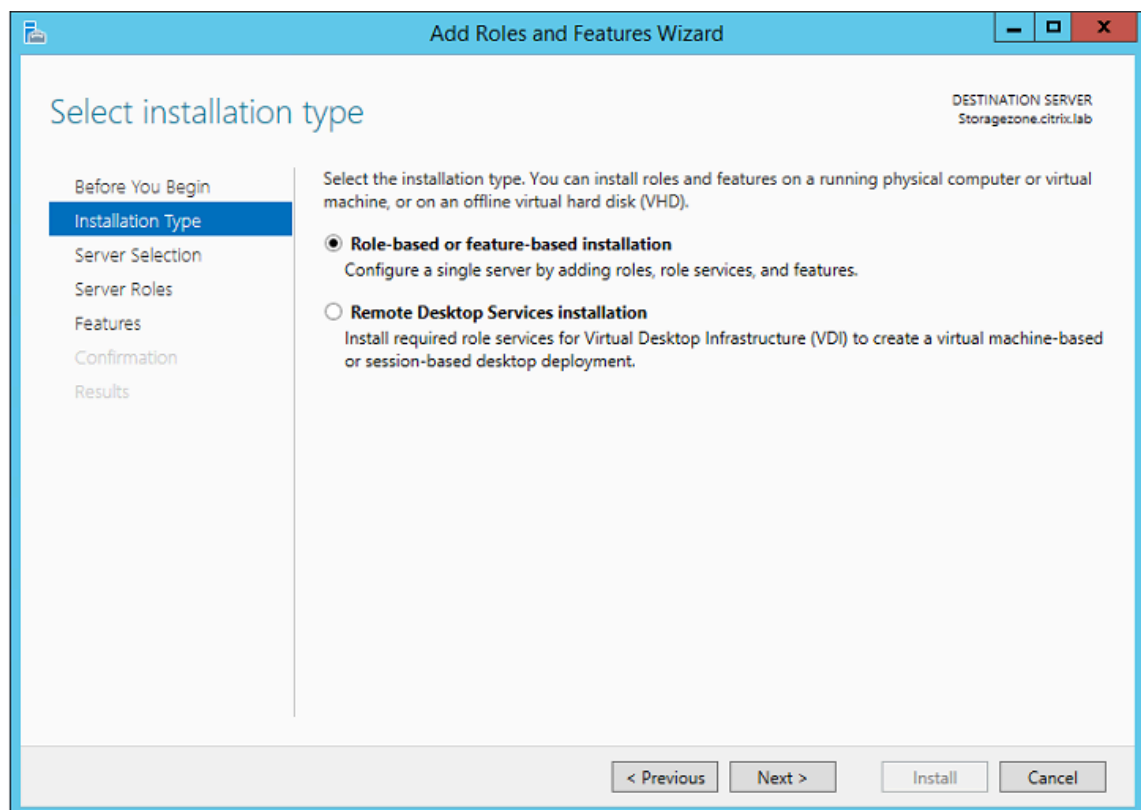 Add Roles and Features Wizard
Select installation type
DESTINATION SERVER
Storagezone.citrix.lab
Before You Begin
Installation Type
Server Selection
Server Roles
Features
Confirmation
Results
Select the installation type. You can install roles and features on a running physical computer or virtual
machine, or on an offline virtual hard disk (VHD).
Role-based or feature-based installation
Configure a single server by adding roles, role services, and features.
Remote Desktop Services installation
Install required role services for Virtual Desktop Infrastructure (VDI) to create a virtual machine-based
or session-based desktop deployment.
< Previous
Next >
Install
Cancel